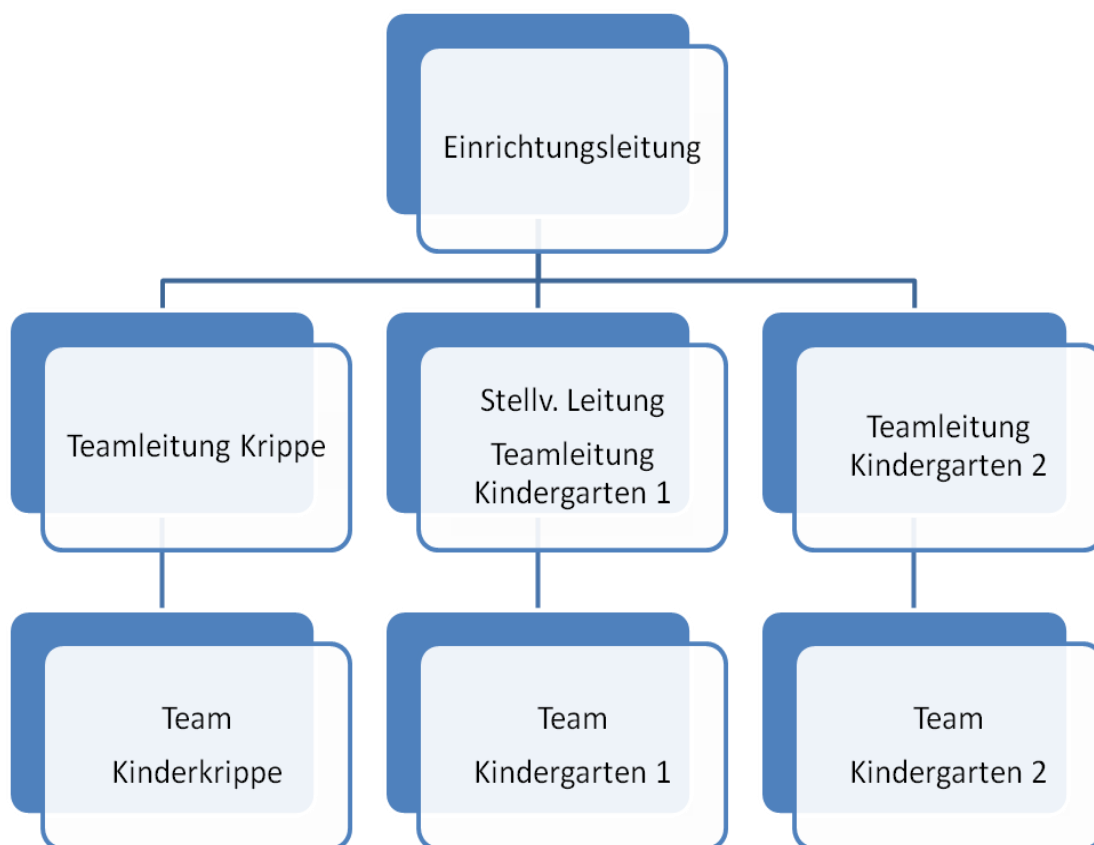 Einrichtungsleitung
Teamleitung Krippe
Stellv. Leitung
Teamleitung
Kindergarten 1
Teamleitung
Kindergarten 2
Team
Kinderkrippe
Team
Kindergarten 1
Team
Kindergarten 2